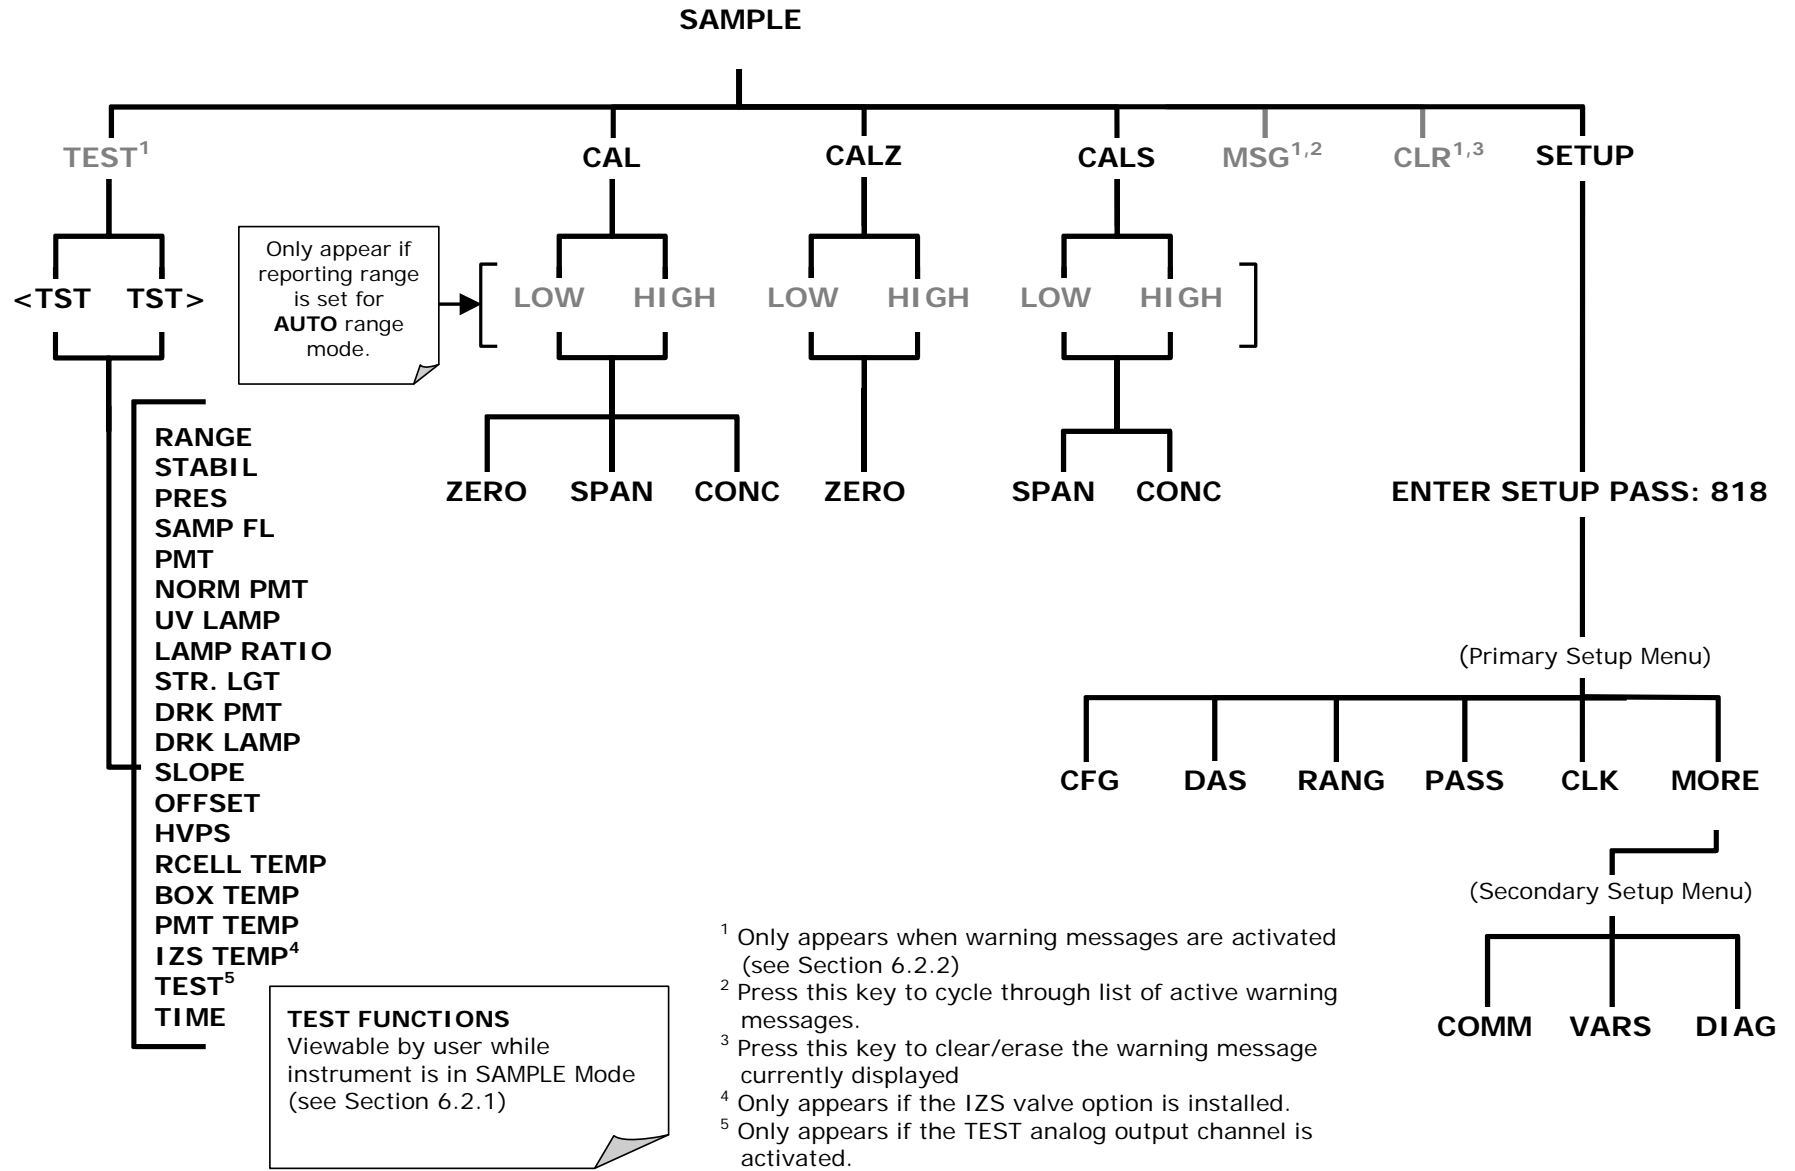 SAMPLE
TEST¹ CAL CALZ CALS MSG¹,² CLR¹,³ SETUP
<TST TST>
Only appear if
reporting range
is set for
AUTO range
mode.
LOW HIGH LOW HIGH LOW HIGH
ZERO SPAN CONC ZERO SPAN CONC ENTER SETUP PASS: 818
RANGE
STABIL
PRES
SAMP FL
PMT
NORM PMT
UV LAMP
LAMP RATIO
STR. LGT
DRK PMT
DRK LAMP
SLOPE
OFFSET
HVPS
RCELL TEMP
BOX TEMP
PMT TEMP
IZS TEMP⁴
TEST⁵
TIME
(Primary Setup Menu)
CFG DAS RANG PASS CLK MORE
(Secondary Setup Menu)
COMM VARS DIAG
TEST FUNCTIONS
Viewable by user while
instrument is in SAMPLE Mode
(see Section 6.2.1)
¹ Only appears when warning messages are activated
(see Section 6.2.2)
² Press this key to cycle through list of active warning
messages.
³ Press this key to clear/erase the warning message
currently displayed
⁴ Only appears if the IZS valve option is installed.
⁵ Only appears if the TEST analog output channel is
activated.